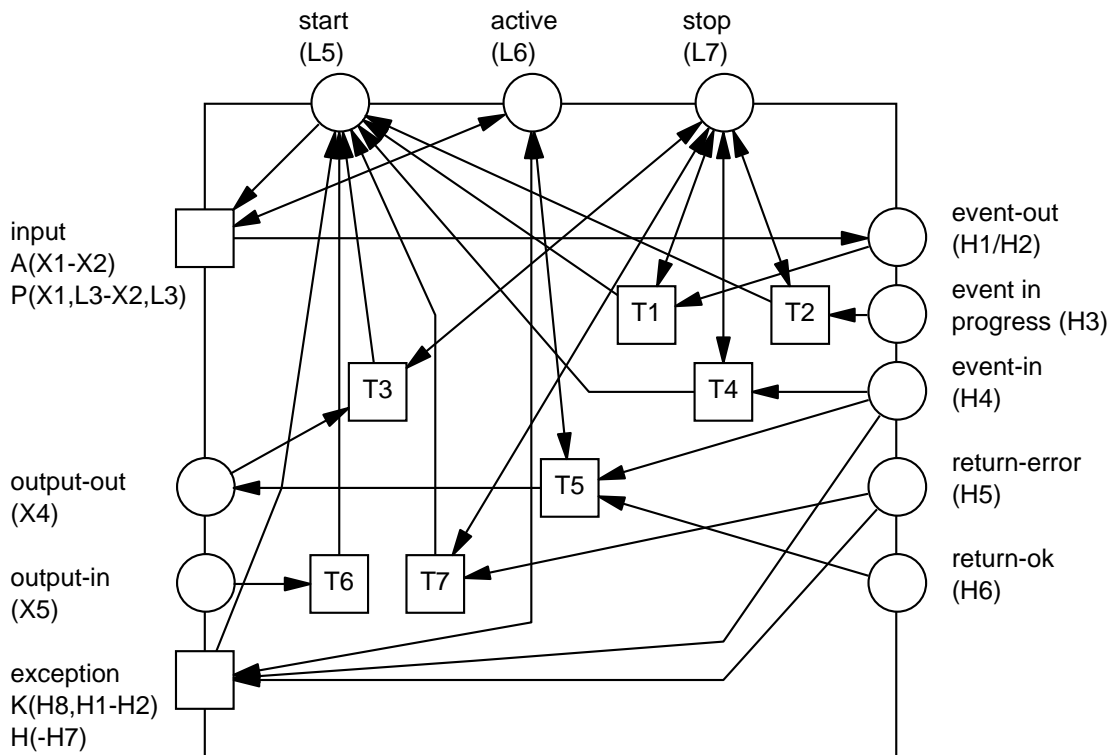 start
(L5)
active
(L6)
stop
(L7)
input
A(X1-X2)
P(X1,L3-X2,L3)
event-out
(H1/H2)
event in
progress (H3)
T1
T2
T3
T4
event-in
(H4)
output-out
(X4)
T5
return-error
(H5)
output-in
(X5)
T6
T7
return-ok
(H6)
exception
K(H8,H1-H2)
H(-H7)